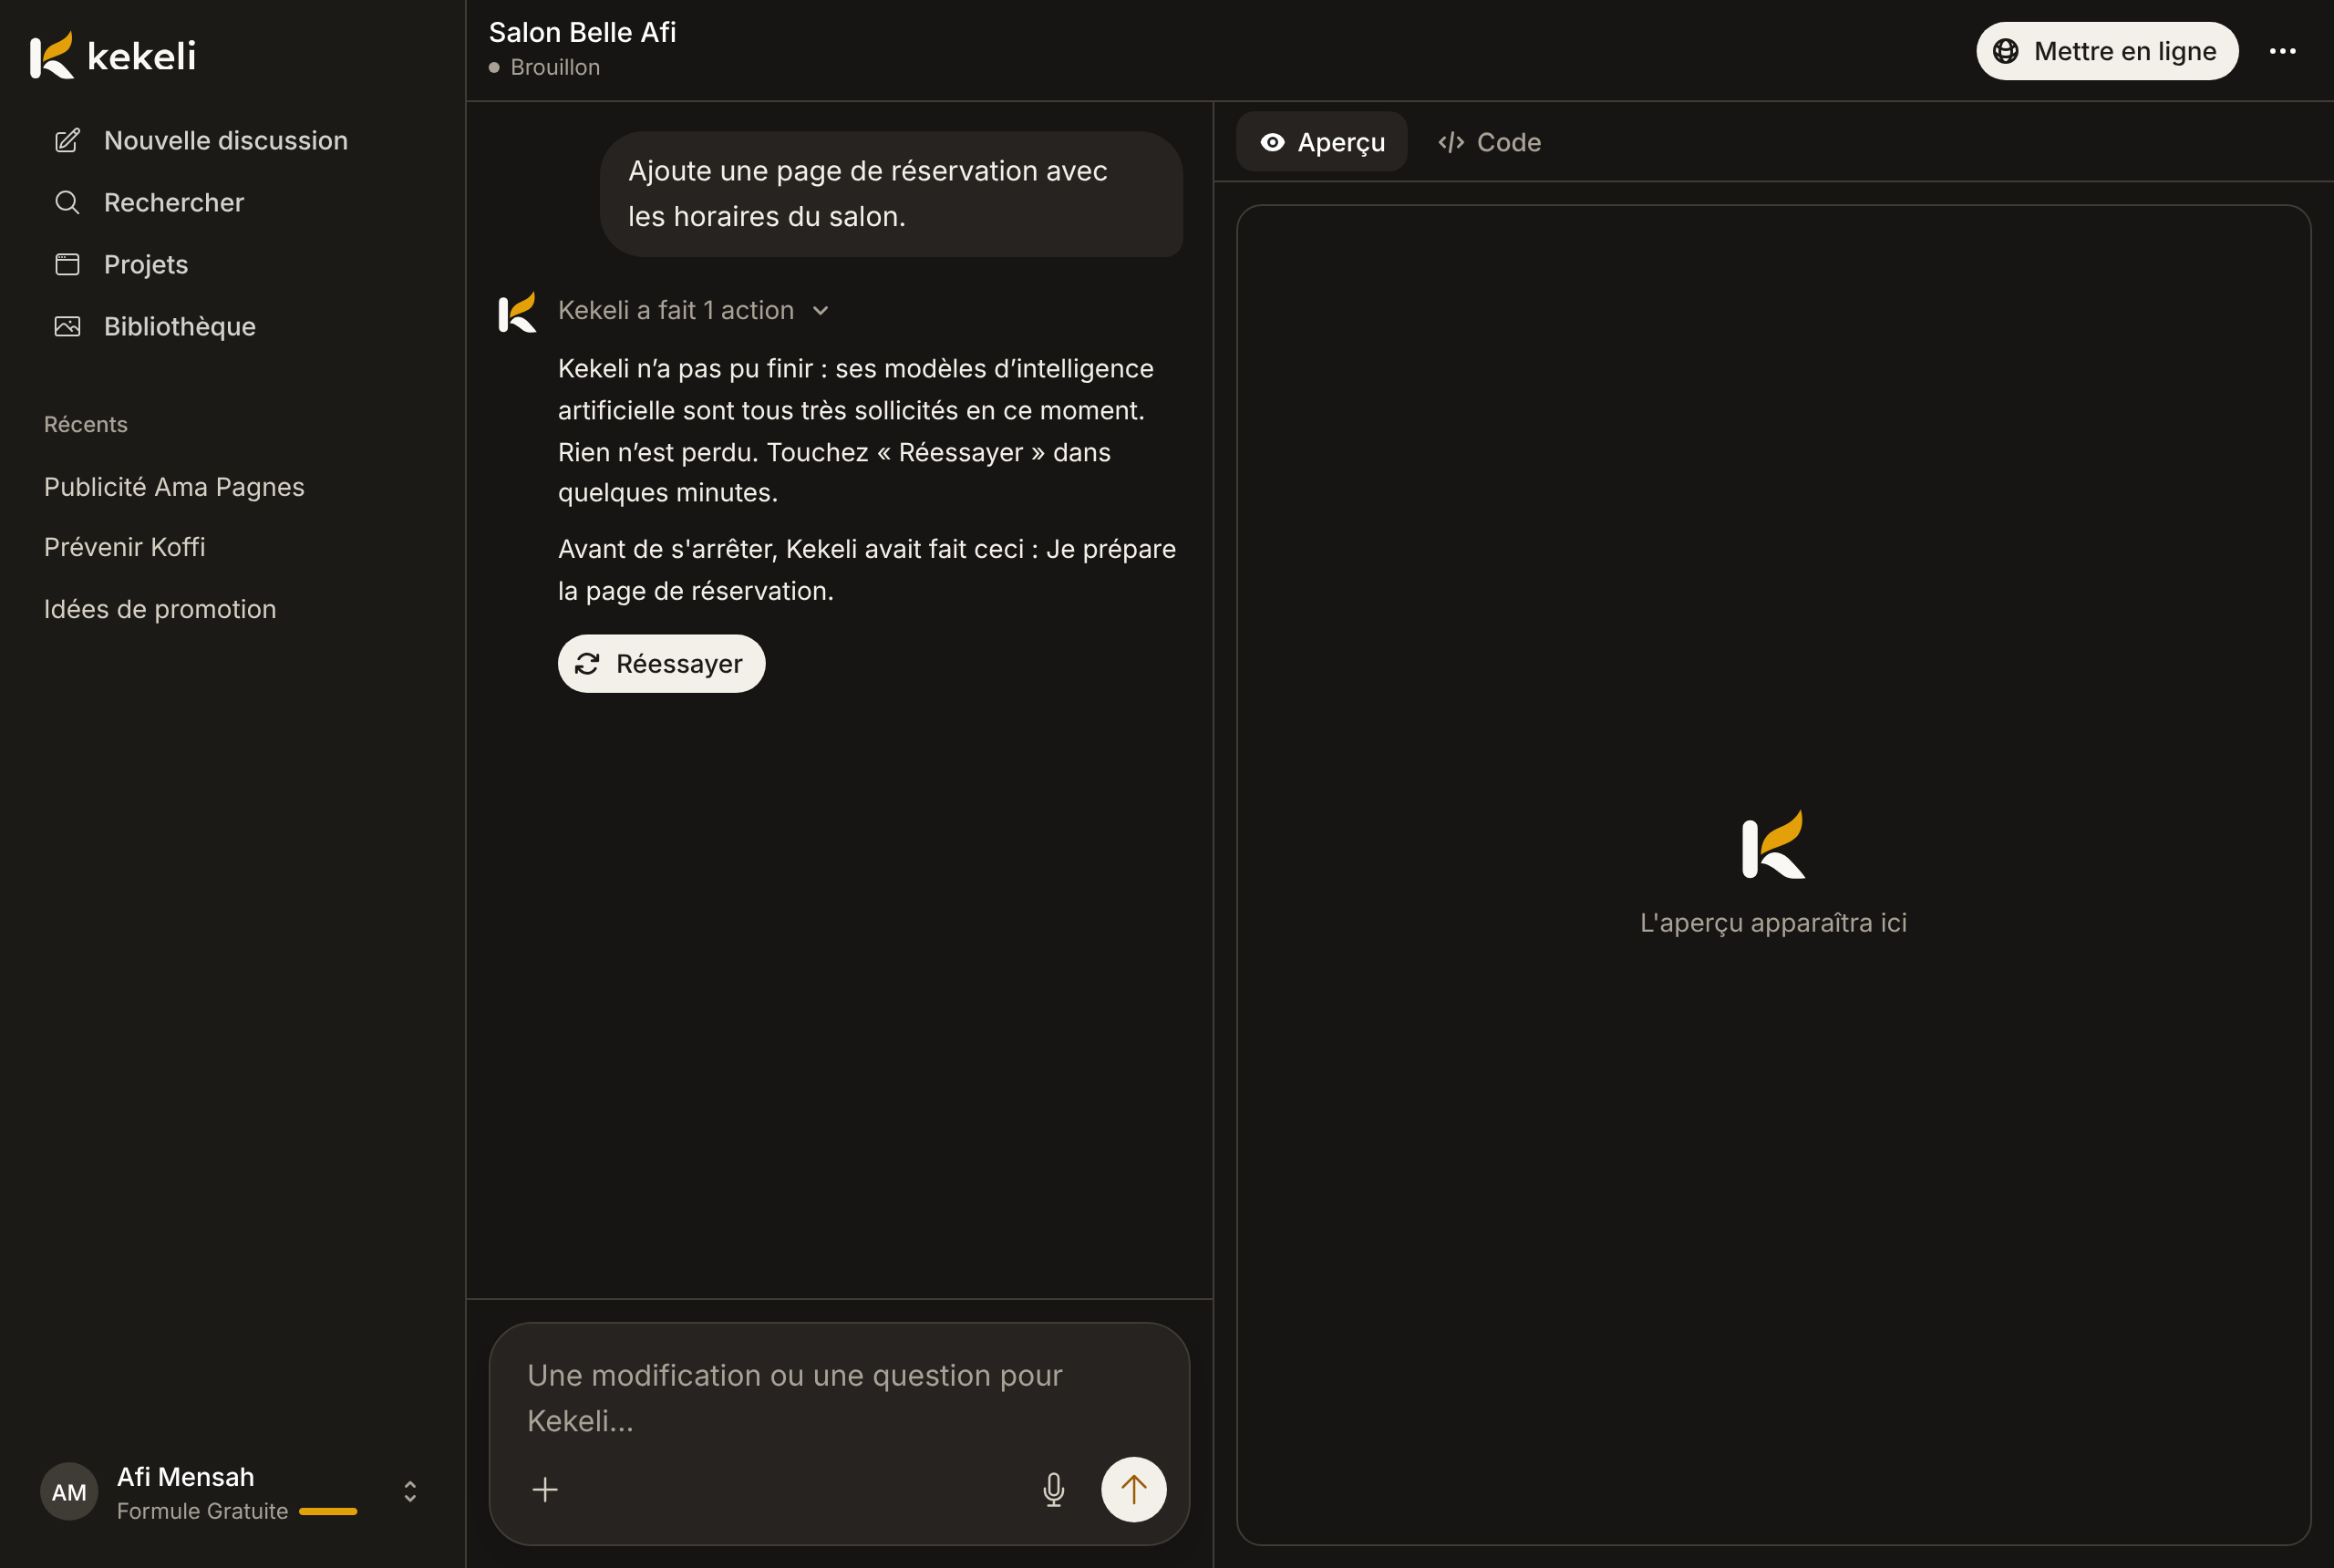 kekeli
Nouvelle discussion
Rechercher
Projets
Bibliothèque
Récents
Publicité Ama Pagnes
Prévenir Koffi
Idées de promotion
AM
Afi Mensah
Formule Gratuite
Salon Belle Afi
Brouillon
Mettre en ligne
Ajoute une page de réservation avec
les horaires du salon.
Kekeli a fait 1 action
Kekeli n’a pas pu finir : ses modèles d’intelligence
artificielle sont tous très sollicités en ce moment.
Rien n’est perdu. Touchez « Réessayer » dans
quelques minutes.
Avant de s'arrêter, Kekeli avait fait ceci : Je prépare
la page de réservation.
Réessayer
Une modification ou une question pour
Kekeli...
Aperçu
</> Code
L'aperçu apparaîtra ici